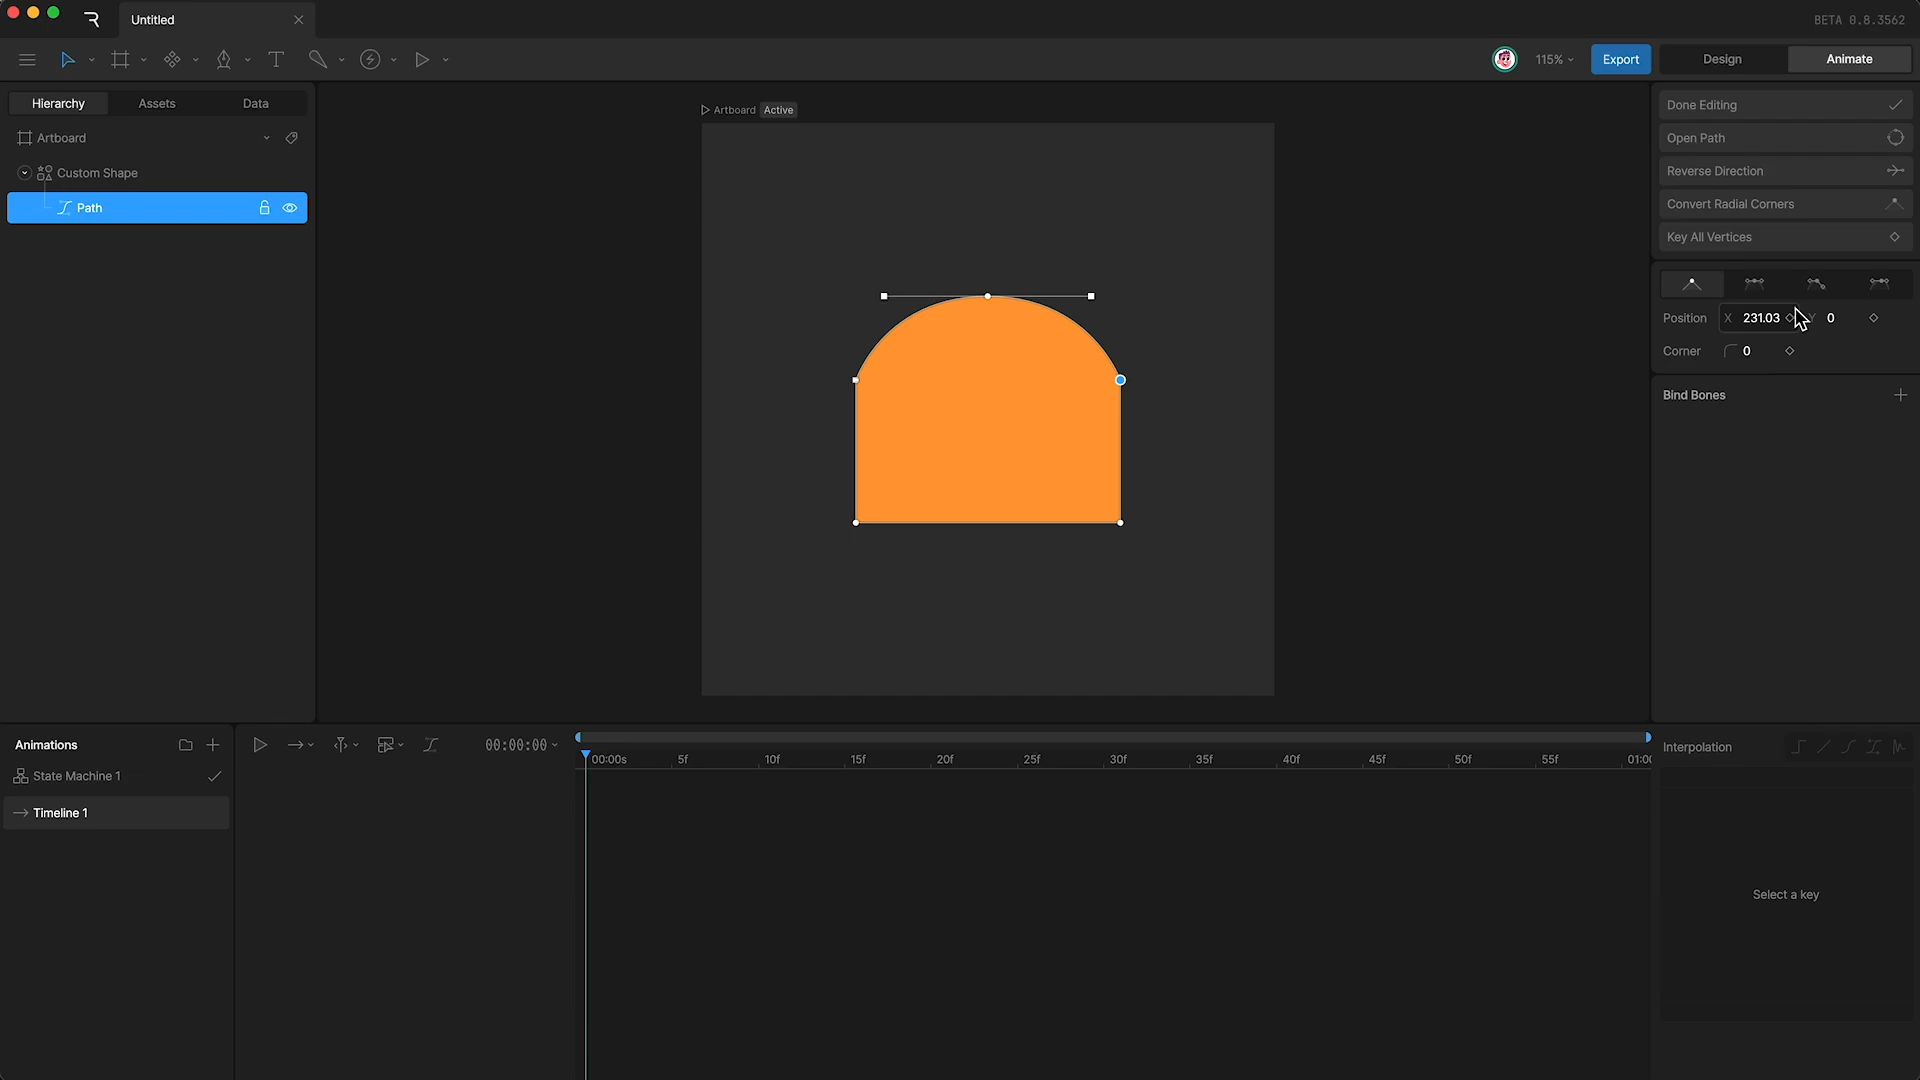 Untitled
BETA 0.8.3562
T
115%
Export
Design
Animate
Hierarchy
Assets
Data
Artboard
Custom Shape
Path
Artboard
Active
Done Editing
Open Path
Reverse Direction
Convert Radial Corners
Key All Vertices
Position
X 231.03
Y 0
Corner
0
Bind Bones
Animations
State Machine 1
Timeline 1
00:00:00
00:00s
5f
10f
15f
20f
25f
30f
35f
40f
45f
50f
55f
01:0
Interpolation
Select a key